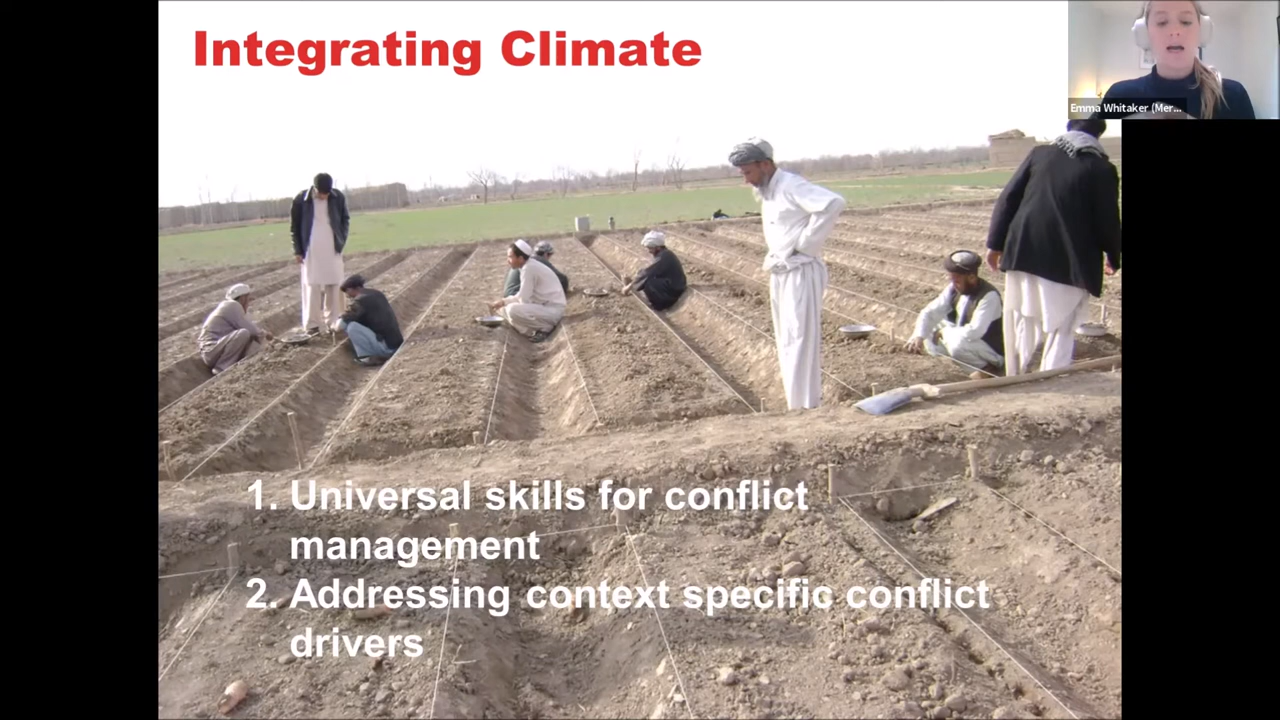 Integrating Climate
Emma Whitaker (Mer...
1. Universal skills for conflict
management
2. Addressing context specific conflict
drivers